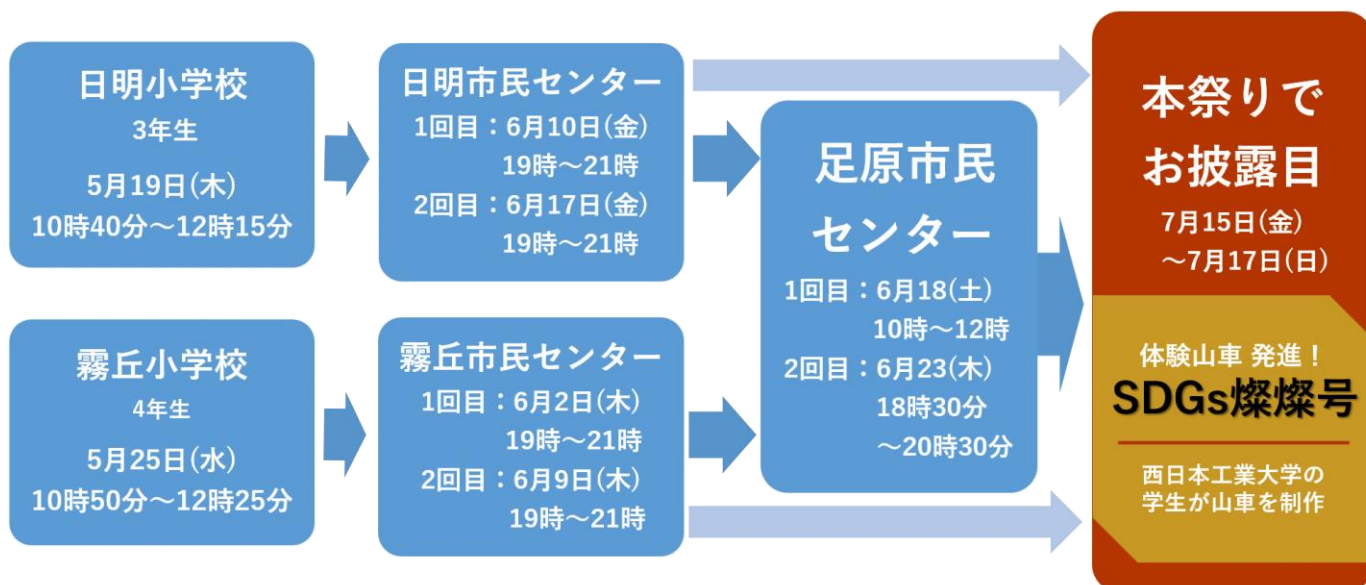 日明小学校
3年生
5月19日(木)
10時40分～12時15分
日明市民センター
1回目：6月10日(金)
19時～21時
2回目：6月17日(金)
19時～21時
霧丘小学校
4年生
5月25日(水)
10時50分～12時25分
霧丘市民センター
1回目：6月2日(木)
19時～21時
2回目：6月9日(木)
19時～21時
足原市民
センター
1回目：6月18(土)
10時～12時
2回目：6月23(木)
18時30分
～20時30分
本祭りで
お披露目
7月15日(金)
～7月17日(日)
体験山車 発進！
SDGs燦燦号
西日本工業大学の
学生が山車を制作